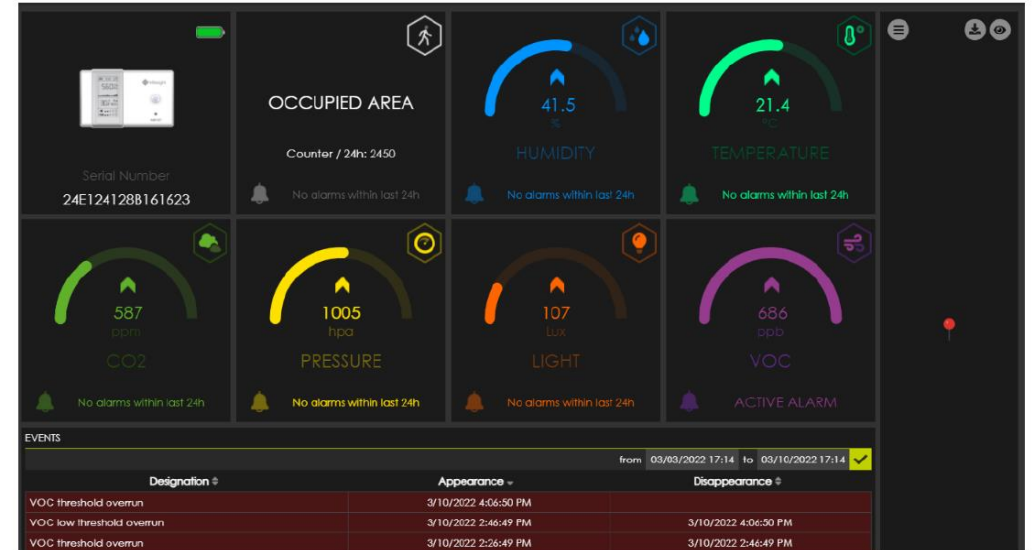 OCCUPIED AREA
Counter / 24h: 2450
No alarms within last 24h
Serial Number
24E124128B161623
41.5
%
HUMIDITY
No alarms within last 24h
21.4
°C
TEMPERATURE
No alarms within last 24h
587
ppm
CO2
No alarms within last 24h
1005
hpa
PRESSURE
No alarms within last 24h
107
Lux
LIGHT
No alarms within last 24h
686
ppb
VOC
ACTIVE ALARM
EVENTS
from 03/03/2022 17:14 to 03/10/2022 17:14
Designation Appearance Disappearance
VOC threshold overrun 3/10/2022 4:06:50 PM
VOC low threshold overrun 3/10/2022 2:46:49 PM 3/10/2022 4:06:50 PM
VOC threshold overrun 3/10/2022 2:26:49 PM 3/10/2022 2:46:49 PM